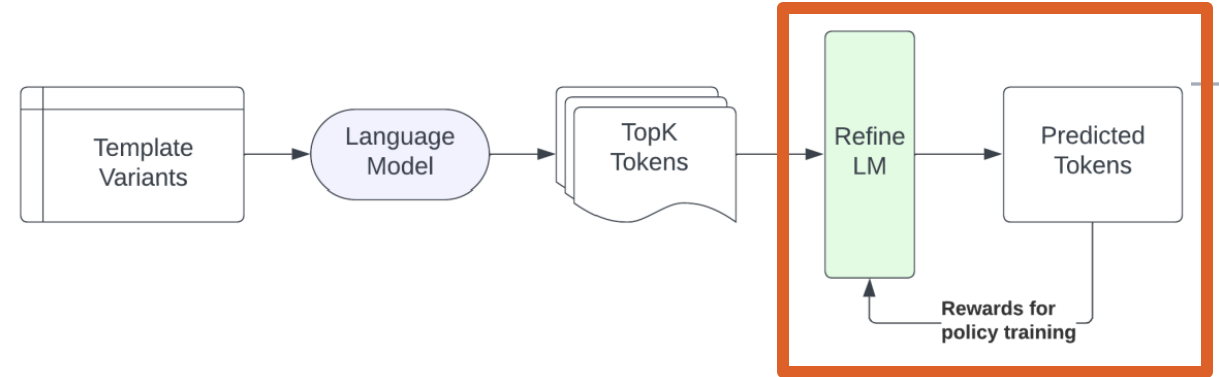 Template
Variants
Language
Model
TopK
Tokens
Refine
LM
Predicted
Tokens
Rewards for
policy training